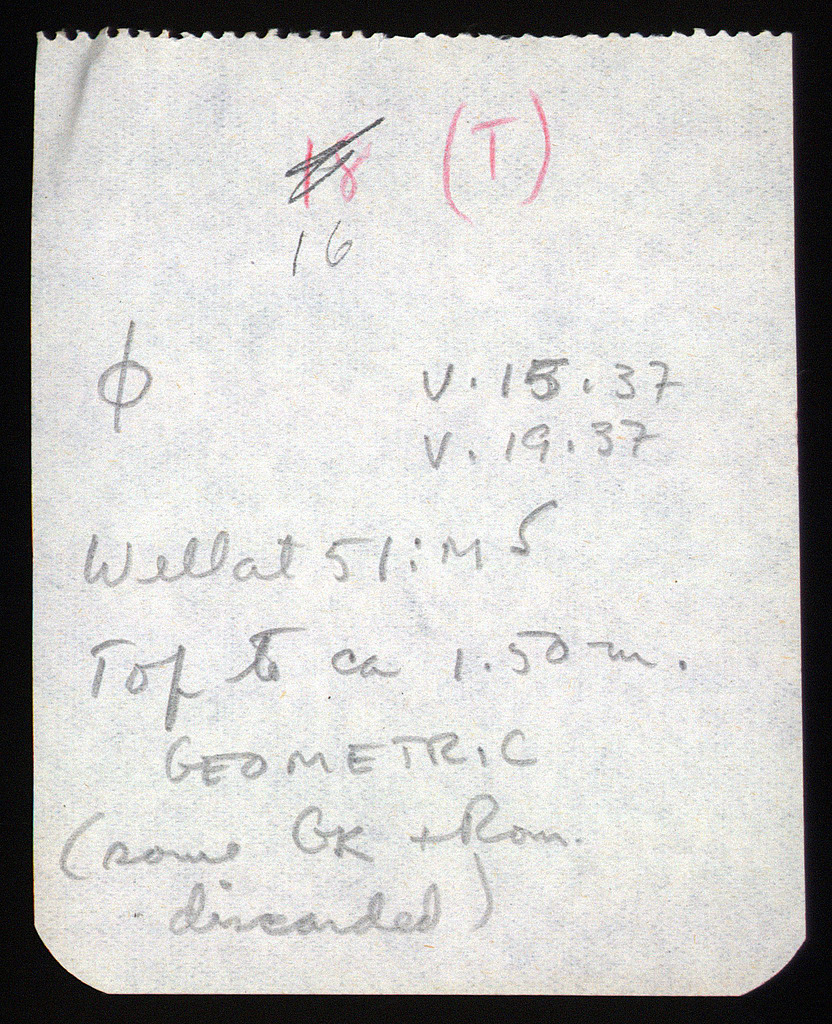 18 (T)
16
Φ V.15.37
V.19.37
Well at 51:ΜΣ
Top to ca 1.50 m.
GEOMETRIC
(some Gk + Rom.
discarded)